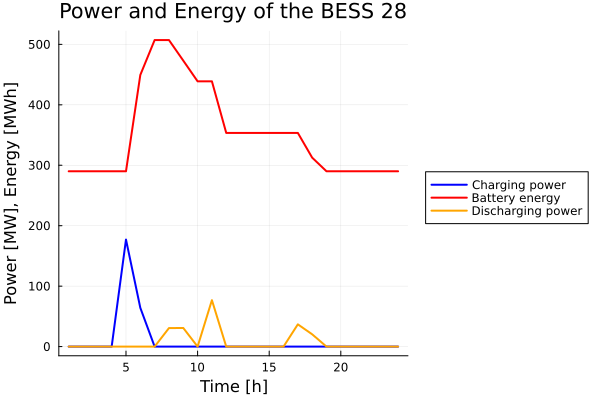 Power and Energy of the BESS 28
Power [MW], Energy [MWh]
500
400
300
200
100
0
5
10
15
20
Time [h]
Charging power
Battery energy
Discharging power